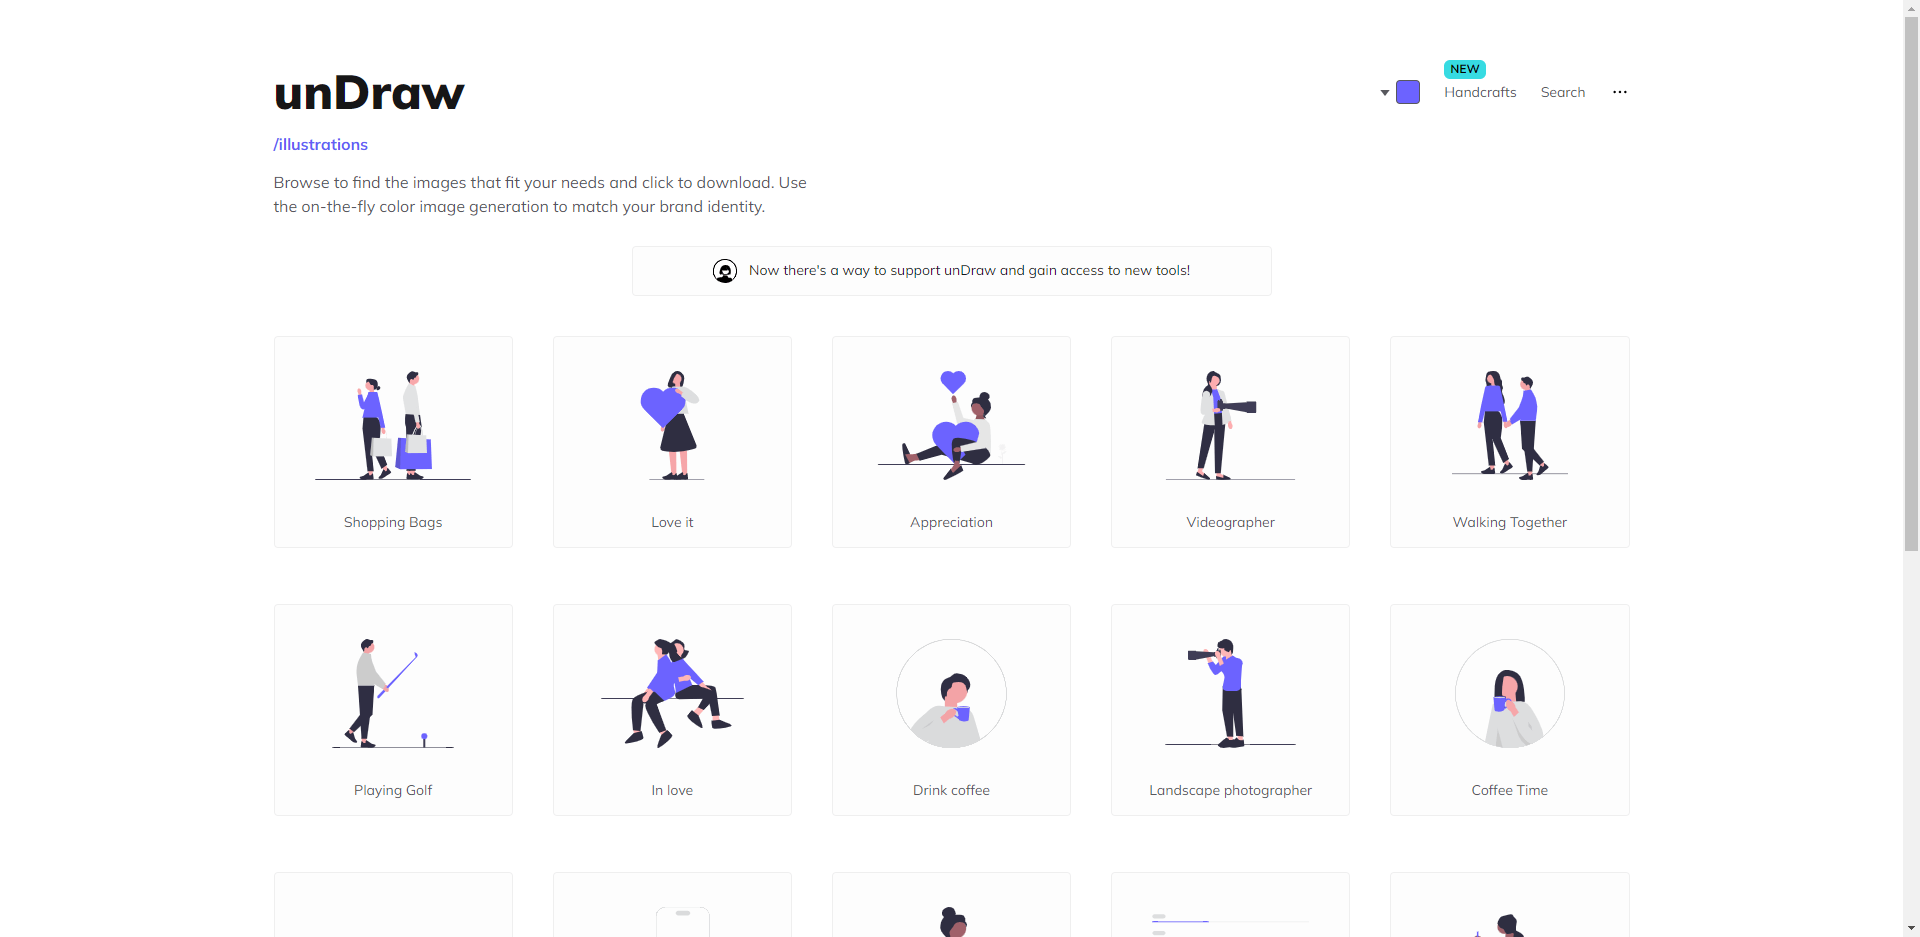 unDraw
NEW
Handcrafts
Search
/illustrations
Browse to find the images that fit your needs and click to download. Use
the on-the-fly color image generation to match your brand identity.
Now there's a way to support unDraw and gain access to new tools!
Shopping Bags
Love it
Appreciation
Videographer
Walking Together
Playing Golf
In love
Drink coffee
Landscape photographer
Coffee Time